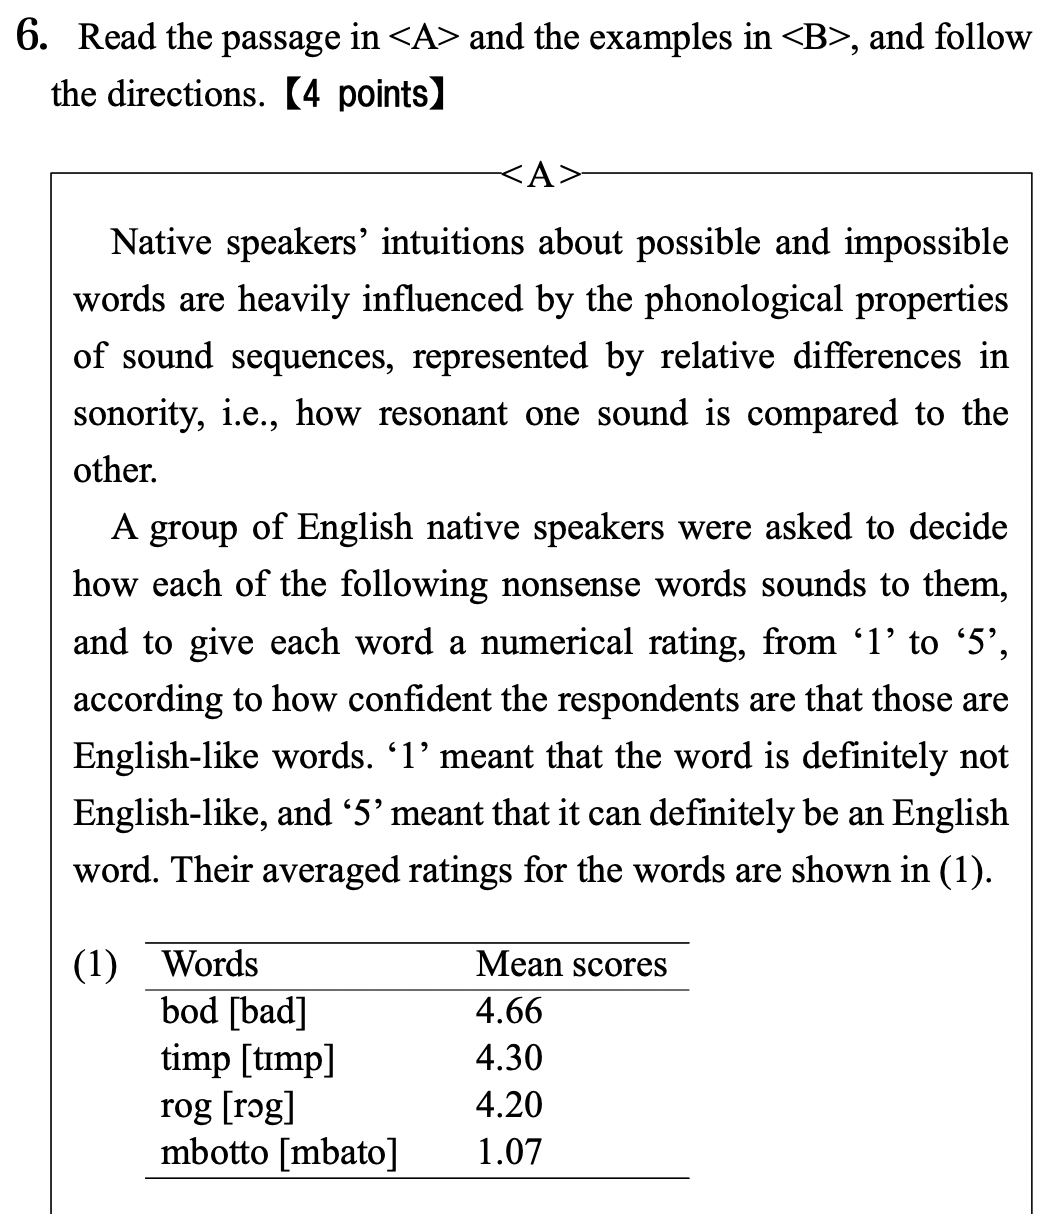 6. Read the passage in <A> and the examples in <B>, and follow
the directions. 【4 points】
<A>
Native speakers’ intuitions about possible and impossible
words are heavily influenced by the phonological properties
of sound sequences, represented by relative differences in
sonority, i.e., how resonant one sound is compared to the
other.
A group of English native speakers were asked to decide
how each of the following nonsense words sounds to them,
and to give each word a numerical rating, from ‘1’ to ‘5’,
according to how confident the respondents are that those are
English-like words. ‘1’ meant that the word is definitely not
English-like, and ‘5’ meant that it can definitely be an English
word. Their averaged ratings for the words are shown in (1).
(1) Words Mean scores
bod [bad] 4.66
timp [tɪmp] 4.30
rog [rɔg] 4.20
mbotto [mbato] 1.07